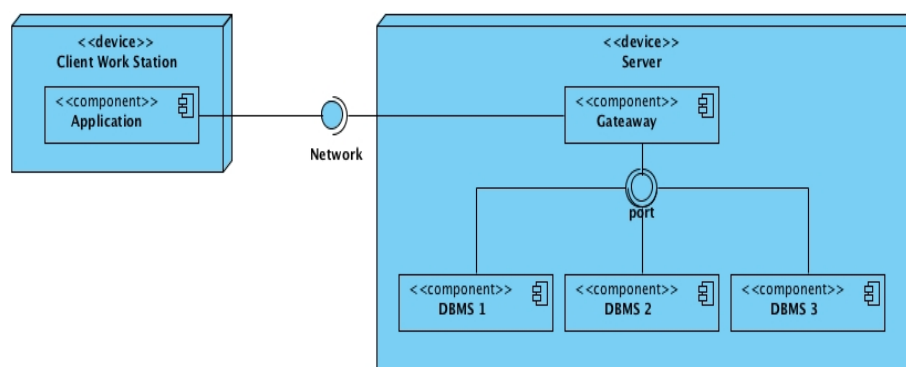 <<device>>
Client Work Station
<<component>>
Application
Network
<<device>>
Server
<<component>>
Gateaway
port
<<component>>
DBMS 1
<<component>>
DBMS 2
<<component>>
DBMS 3